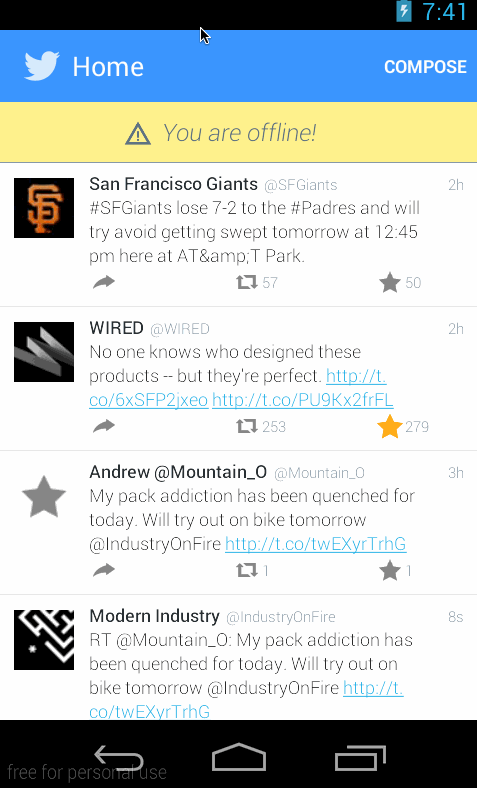 7:41
Home COMPOSE
You are offline!
San Francisco Giants @SFGiants 2h
#SFGiants lose 7-2 to the #Padres and will
try avoid getting swept tomorrow at 12:45
pm here at AT&amp;T Park.
57 50
WIRED @WIRED 2h
No one knows who designed these
products -- but they're perfect. http://t.
co/6xSFP2jxeo http://t.co/PU9Kx2frFL
253 279
Andrew @Mountain_O @Mountain_O 3h
My pack addiction has been quenched for
today. Will try out on bike tomorrow
@IndustryOnFire http://t.co/twEXyrTrhG
1 1
Modern Industry @IndustryOnFire 8s
RT @Mountain_O: My pack addiction has
been quenched for today. Will try out on
bike tomorrow @IndustryOnFire http://t.
co/twEXyrTrhG
free for personal use